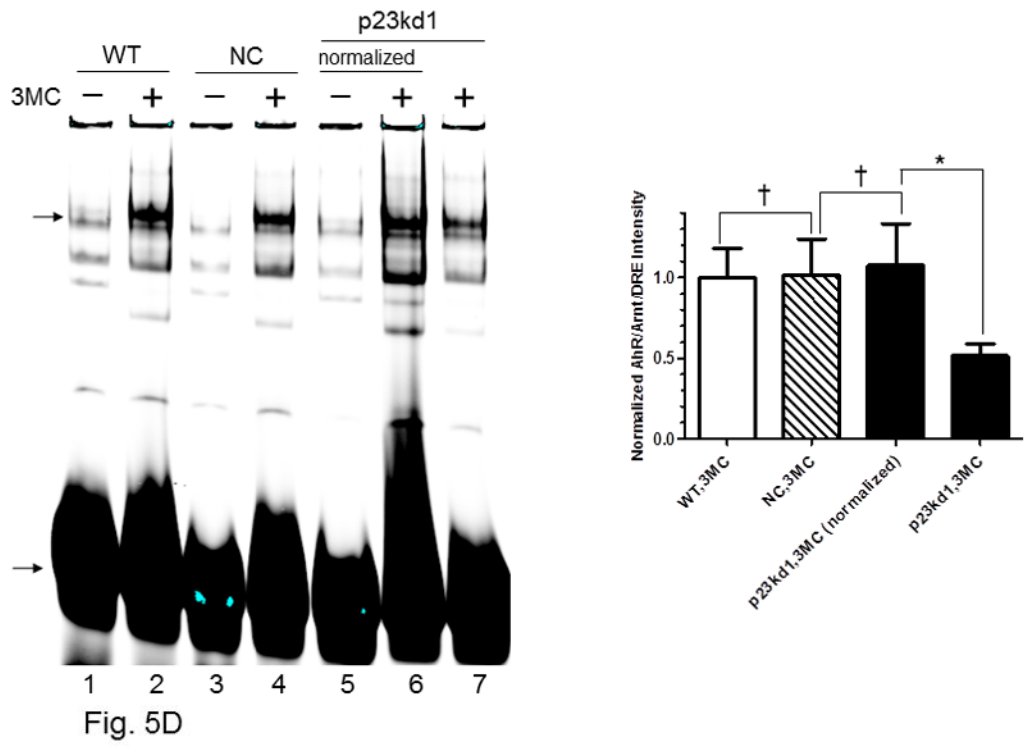 p23kd1
WT NC normalized
3MC − + − + − + +
1 2 3 4 5 6 7
Fig. 5D
Normalized AhR/Arnt/DRE Intensity
† † *
1.0
0.5
0.0
WT,3MC
NC,3MC
p23kd1,3MC (normalized)
p23kd1,3MC